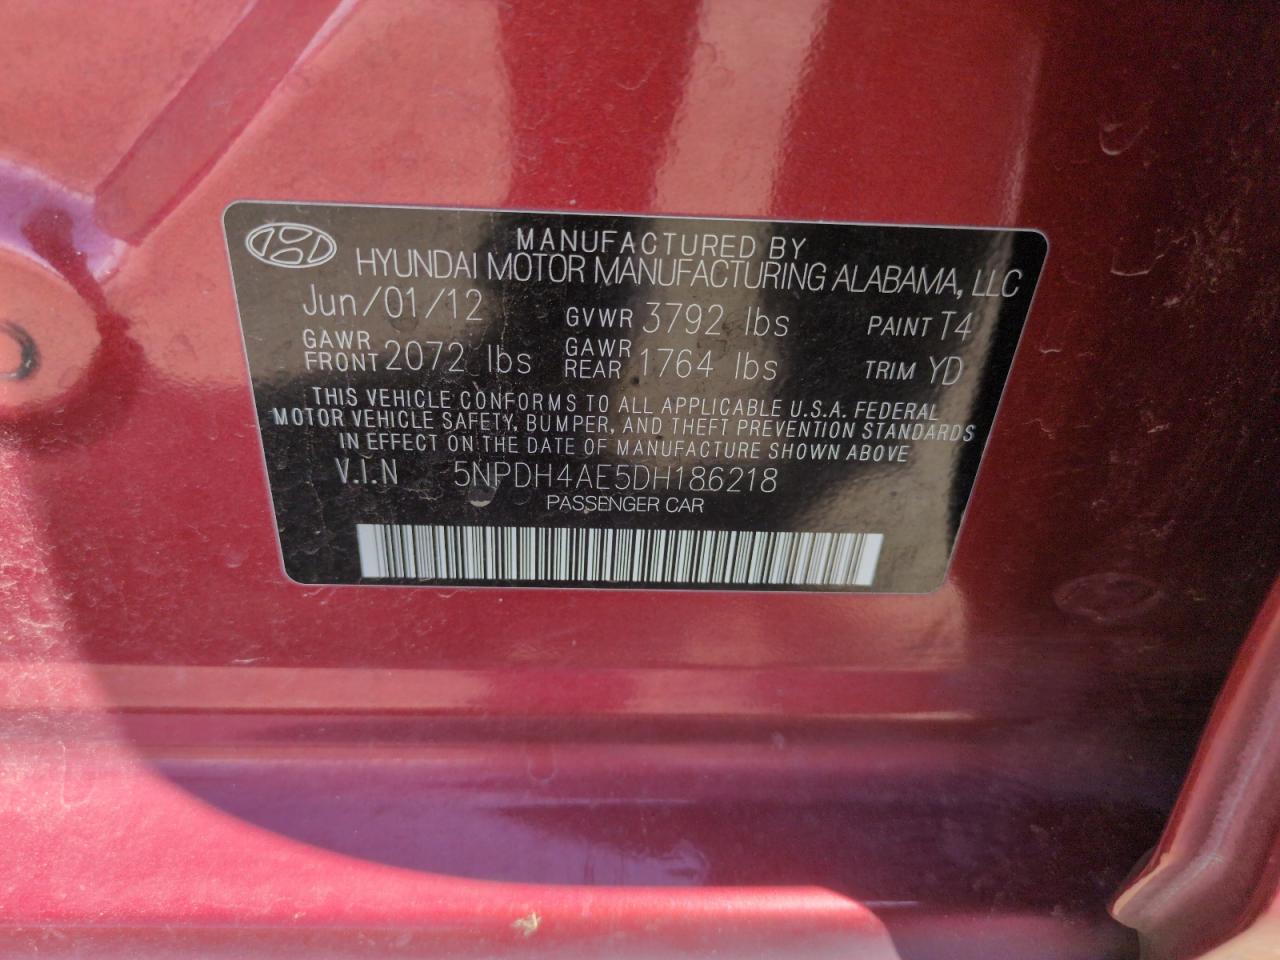 MANUFACTURED BY
HYUNDAI MOTOR MANUFACTURING ALABAMA, LLC
Jun/01/12 GVWR 3792 lbs PAINT T4
GAWR FRONT 2072 lbs GAWR REAR 1764 lbs TRIM YD
THIS VEHICLE CONFORMS TO ALL APPLICABLE U.S.A. FEDERAL
MOTOR VEHICLE SAFETY, BUMPER, AND THEFT PREVENTION STANDARDS
IN EFFECT ON THE DATE OF MANUFACTURE SHOWN ABOVE
V.I.N 5NPDH4AE5DH186218
PASSENGER CAR